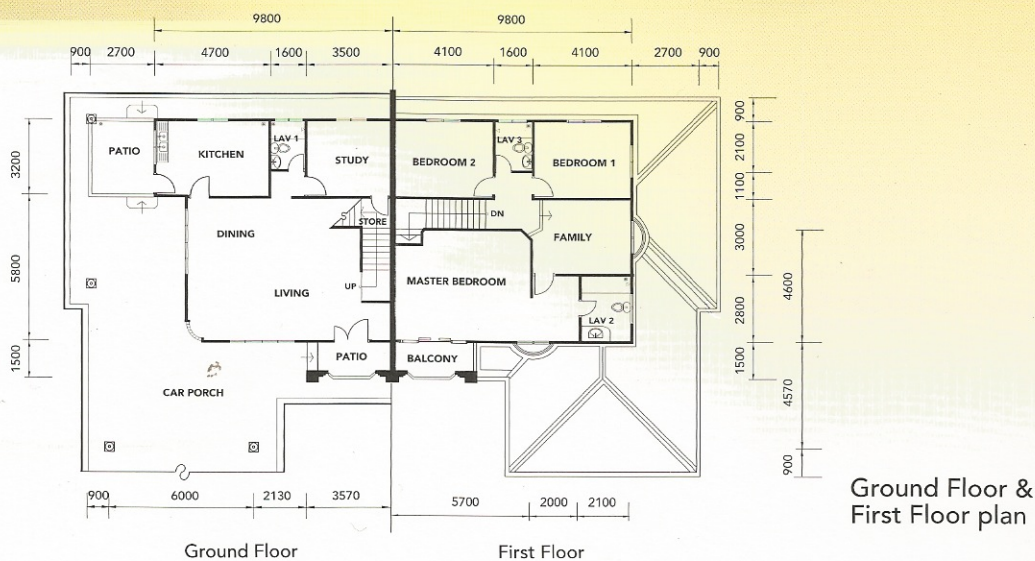 9800 9800
900 2700 4700 1600 3500 4100 1600 4100 2700 900
3200
5800
1500
PATIO
KITCHEN
LAV 1
STUDY
STORE
DINING
LIVING
UP
PATIO
CAR PORCH
BEDROOM 2
LAV 3
BEDROOM 1
DN
FAMILY
MASTER BEDROOM
LAV 2
BALCONY
900
2100
1100
3000
2800
1500
4600
4570
900
900 6000 2130 3570
5700 2000 2100
Ground Floor
First Floor
Ground Floor &
First Floor plan